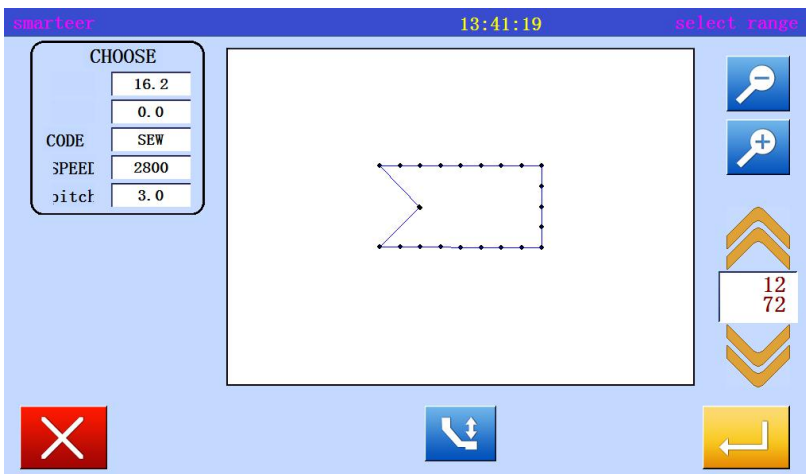 smarteer 13:41:19 select range
CHOOSE
16.2
0.0
CODE SEW
SPEED 2800
pitch 3.0
12
72